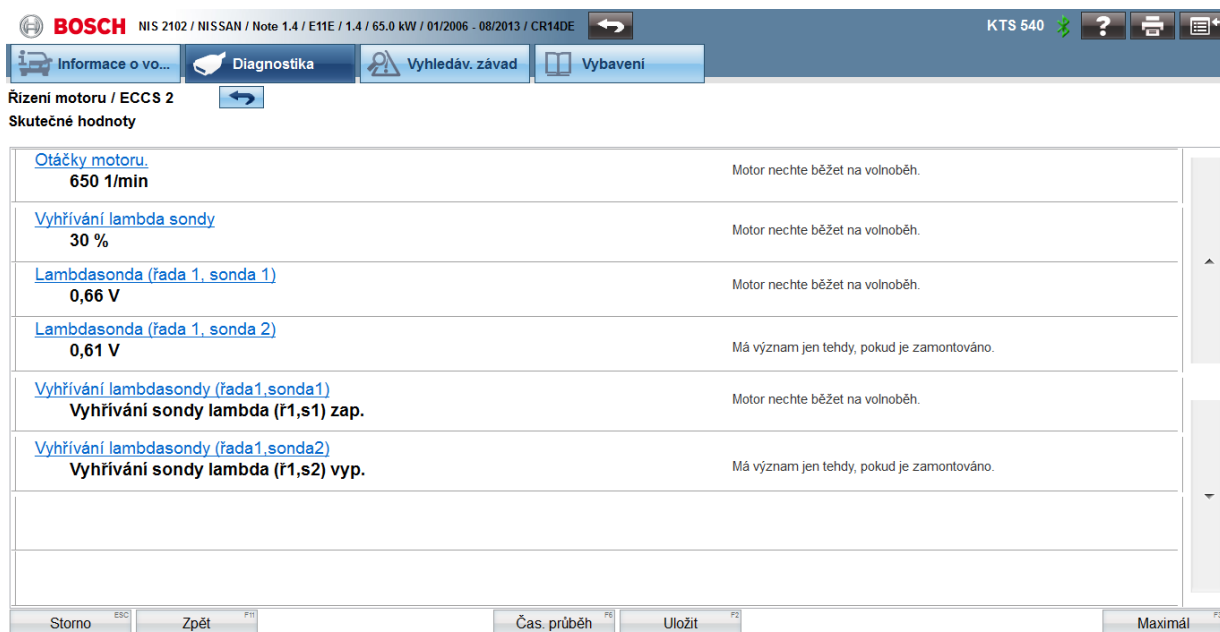 BOSCH NIS 2102 / NISSAN / Note 1.4 / E11E / 1.4 / 65.0 kW / 01/2006 - 08/2013 / CR14DE KTS 540 ?
Informace o vo... Diagnostika Vyhledáv. závad Vybavení
Řízení motoru / ECCS 2
Skutečné hodnoty
Otáčky motoru.
650 1/min
Motor nechte běžet na volnoběh.
Vyhřívání lambda sondy
30 %
Motor nechte běžet na volnoběh.
Lambdasonda (řada 1, sonda 1)
0,66 V
Motor nechte běžet na volnoběh.
Lambdasonda (řada 1, sonda 2)
0,61 V
Má význam jen tehdy, pokud je zamontováno.
Vyhřívání lambdasondy (řada1,sonda1)
Vyhřívání sondy lambda (ř1,s1) zap.
Motor nechte běžet na volnoběh.
Vyhřívání lambdasondy (řada1,sonda2)
Vyhřívání sondy lambda (ř1,s2) vyp.
Má význam jen tehdy, pokud je zamontováno.
Storno ESC Zpět F11 Čas. průběh F6 Uložit F2 Maximál